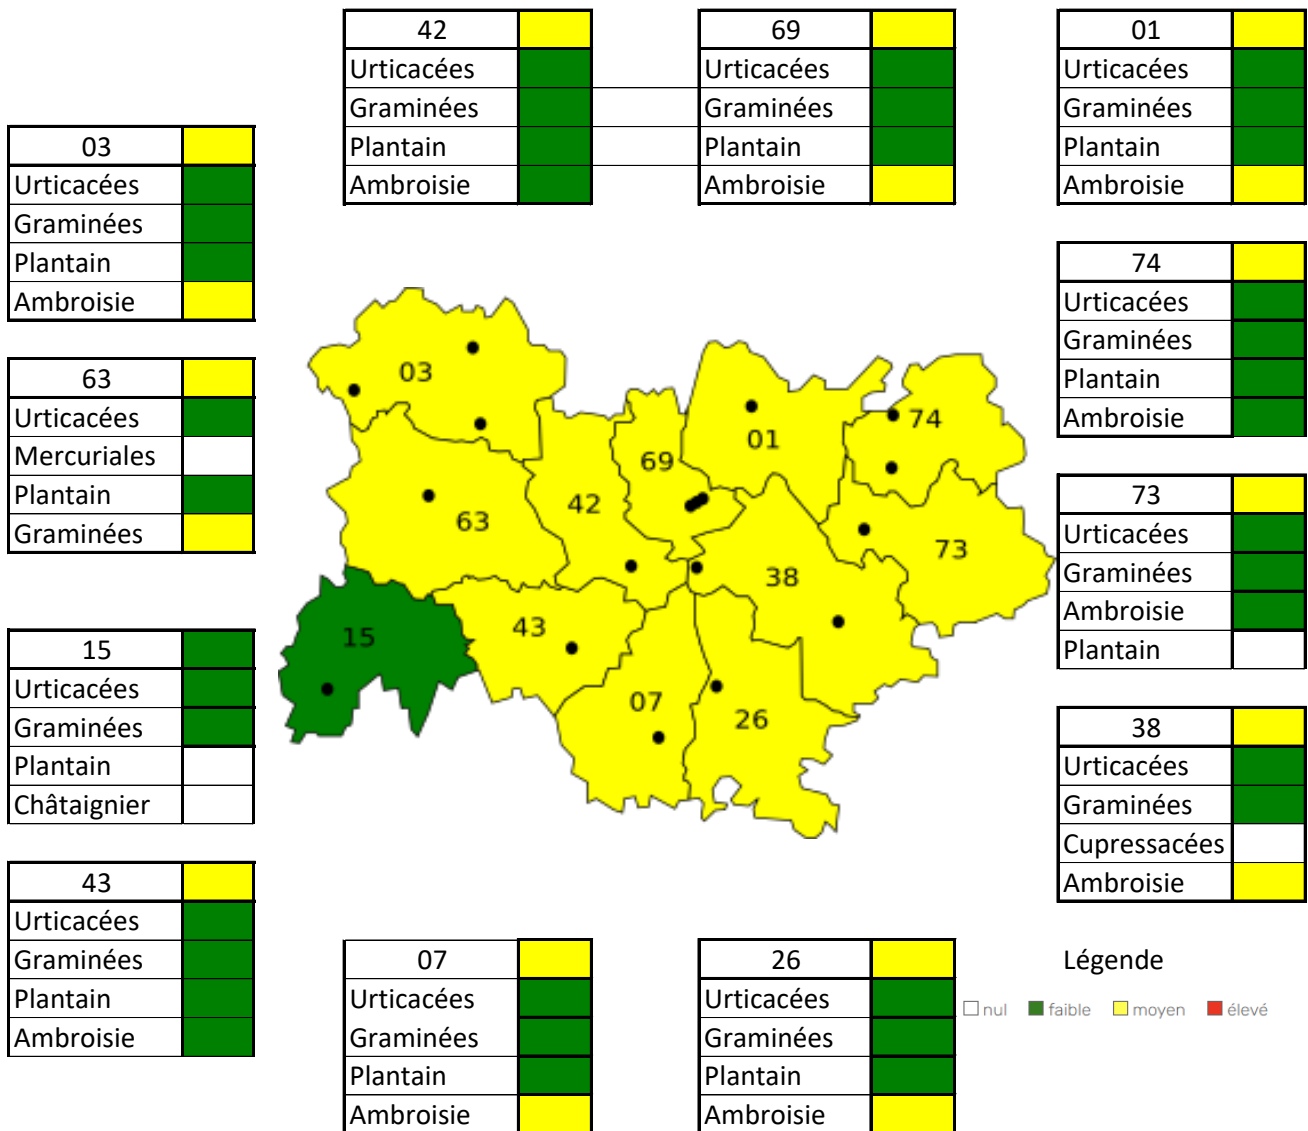 42
Urticacées
Graminées
Plantain
Ambroisie
69
Urticacées
Graminées
Plantain
Ambroisie
01
Urticacées
Graminées
Plantain
Ambroisie
03
Urticacées
Graminées
Plantain
Ambroisie
74
Urticacées
Graminées
Plantain
Ambroisie
63
Urticacées
Mercuriales
Plantain
Graminées
73
Urticacées
Graminées
Ambroisie
Plantain
03
69
01
74
63
42
73
38
15
43
07
26
15
Urticacées
Graminées
Plantain
Châtaignier
38
Urticacées
Graminées
Cupressacées
Ambroisie
43
Urticacées
Graminées
Plantain
Ambroisie
07
Urticacées
Graminées
Plantain
Ambroisie
26
Urticacées
Graminées
Plantain
Ambroisie
Légende
nul faible moyen élevé